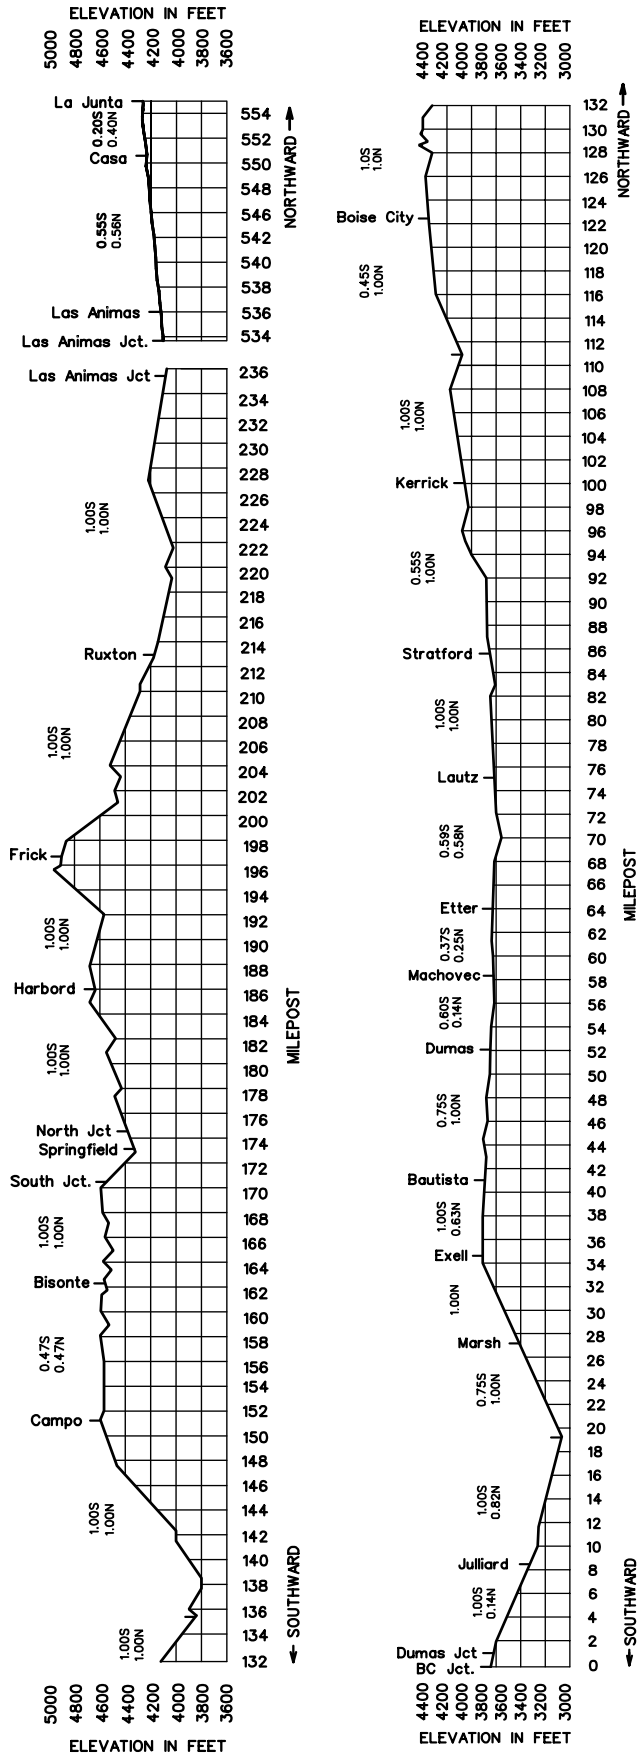 ELEVATION IN FEET
5000 4800 4600 4400 4200 4000 3800 3600
La Junta
554
0.20S
0.40N
552
Casa
550
548
546
0.55S
0.56N
544
542
540
538
Las Animas
536
534
Las Animas Jct.
NORTHWARD
Las Animas Jct
236
234
232
230
228
226
1.00S
1.00N
224
222
220
218
216
214
Ruxton
212
210
208
1.00S
1.00N
206
204
202
200
198
Frick
196
194
192
1.00S
1.00N
190
188
Harbord
186
184
182
1.00S
1.00N
180
178
176
North Jct
174
Springfield
172
South Jct.
170
168
1.00S
1.00N
166
164
Bisonte
162
160
158
0.47S
0.47N
156
154
152
Campo
150
148
146
144
1.00S
1.00N
142
140
138
136
134
1.00S
1.00N
132
MILEPOST
SOUTHWARD
5000 4800 4600 4400 4200 4000 3800 3600
ELEVATION IN FEET
ELEVATION IN FEET
4400 4200 4000 3800 3600 3400 3200 3000
132
130
128
1.0S
1.0N
126
124
Boise City
122
120
118
0.45S
1.00N
116
114
112
110
108
106
1.00S
1.00N
104
102
Kerrick
100
98
96
94
0.55S
1.00N
92
90
88
86
Stratford
84
82
1.00S
1.00N
80
78
76
Lautz
74
72
70
0.59S
0.58N
68
66
Etter
64
62
0.37S
0.25N
60
Machovec
58
56
0.60S
0.14N
54
Dumas
52
50
48
0.75S
1.00N
46
44
42
Bautista
40
38
1.00S
0.63N
36
Exell
34
32
1.00N
30
28
Marsh
26
24
0.75S
1.00N
22
20
18
16
1.00S
0.82N
14
12
10
Julliard
8
6
1.00S
0.14N
4
2
Dumas Jct
BC Jct.
0
NORTHWARD
MILEPOST
SOUTHWARD
4400 4200 4000 3800 3600 3400 3200 3000
ELEVATION IN FEET